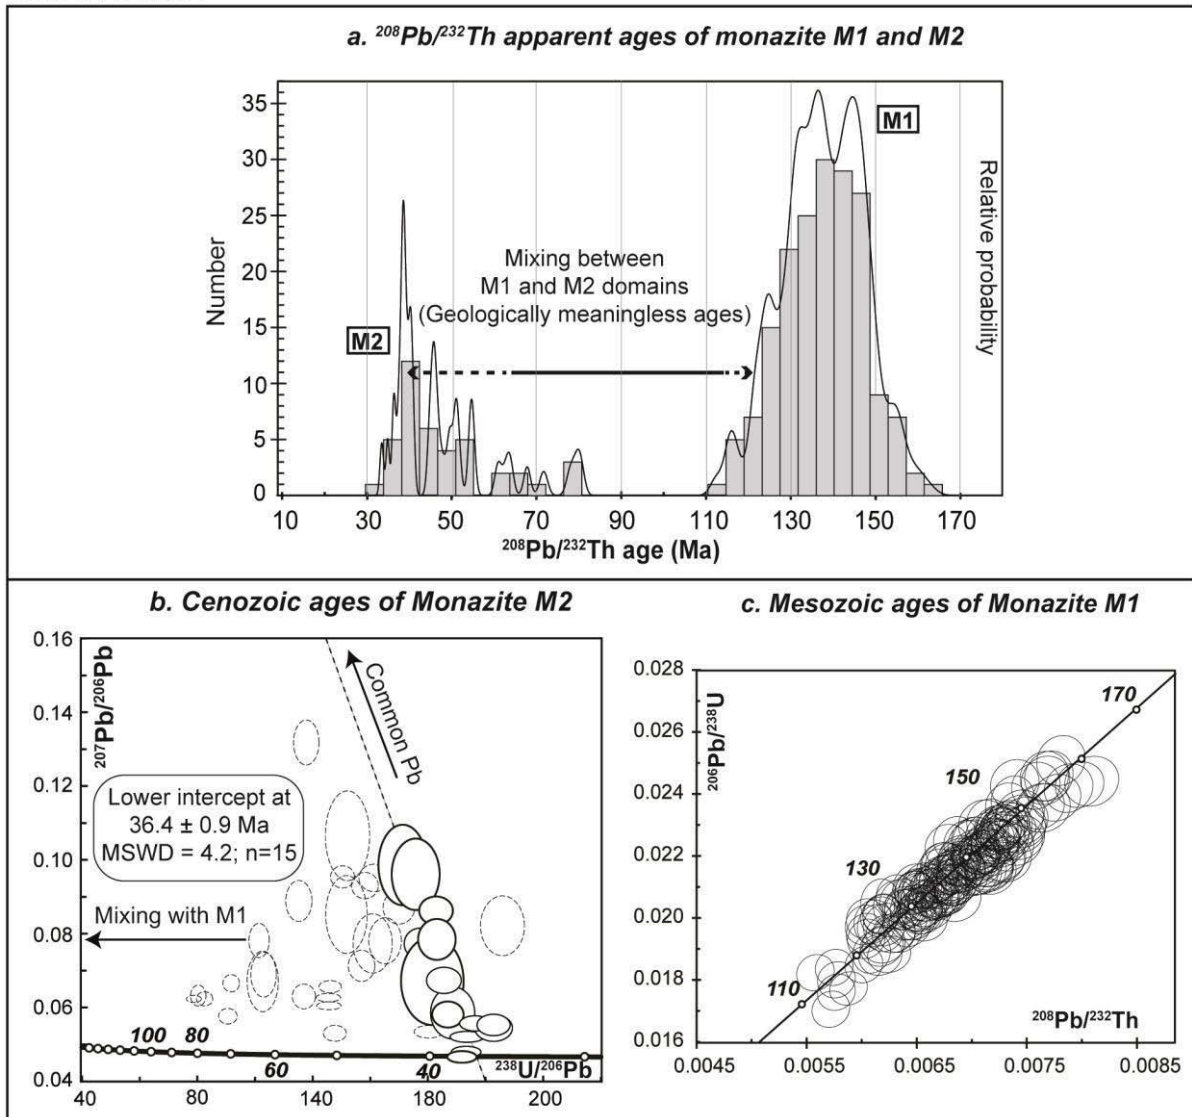 a. ²⁰⁸Pb/²³²Th apparent ages of monazite M1 and M2
35
30
25
20
15
10
5
0
Number
Relative probability
M1
M2
Mixing between
M1 and M2 domains
(Geologically meaningless ages)
10 30 50 70 90 110 130 150 170
²⁰⁸Pb/²³²Th age (Ma)
b. Cenozoic ages of Monazite M2
0.16
0.14
0.12
0.10
0.08
0.06
0.04
²⁰⁷Pb/²⁰⁶Pb
Common Pb
Lower intercept at
36.4 ± 0.9 Ma
MSWD = 4.2; n=15
Mixing with M1
100 80
60
40
²³⁸U/²⁰⁶Pb
40 80 140 180 200
c. Mesozoic ages of Monazite M1
0.028
0.026
0.024
0.022
0.020
0.018
0.016
²⁰⁶Pb/²³⁸U
170
150
130
110
²⁰⁸Pb/²³²Th
0.0045 0.0055 0.0065 0.0075 0.0085